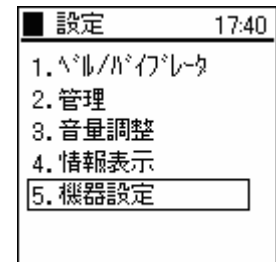 ■ 設定 17:40
1.ﾍﾞﾙ/ﾊﾞｲﾌﾞﾚｰﾀ
2.管理
3.音量調整
4.情報表示
5.機器設定